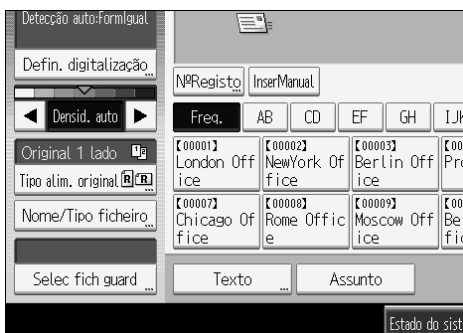 Detecção auto:FormIgual
Defin. digitalização
NºRegisto InserManual
Densid. auto
Freq. AB CD EF GH IJK
Original 1 lado
【00001】 【00002】 【00003】
London Off NewYork Of Berlin Off
ice fice ice
Tipo alim. original
【00007】 【00008】 【00009】
Chicago Of Rome Offic Moscow Off
fice e ice
Nome/Tipo ficheiro
Selec fich guard
Texto Assunto
Estado do sist